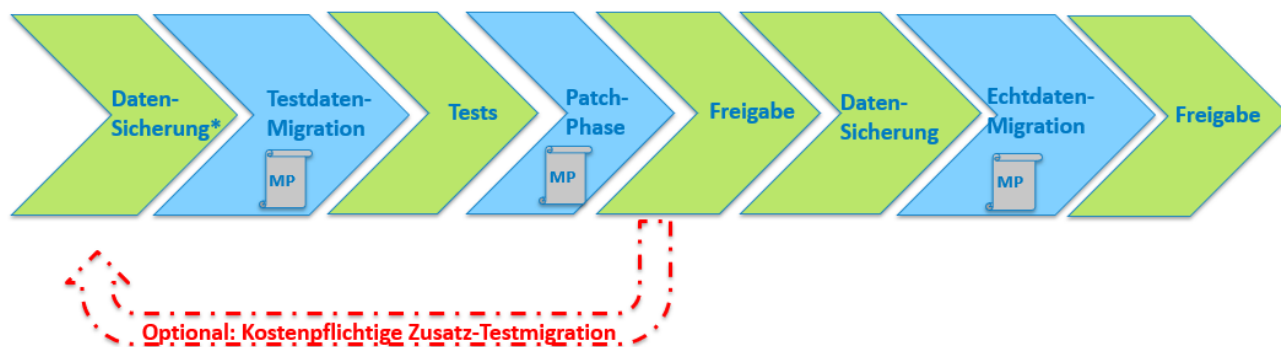 Daten-
Sicherung*
Testdaten-
Migration
MP
Tests
Patch-
Phase
MP
Freigabe
Daten
Sicherung
Echtdaten-
Migration
MP
Freigabe
Optional: Kostenpflichtige Zusatz-Testmigration